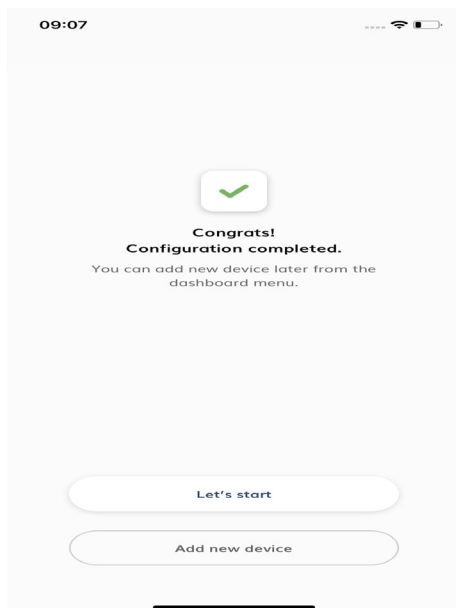 09:07
Congrats!
Configuration completed.
You can add new device later from the
dashboard menu.
Let's start
Add new device